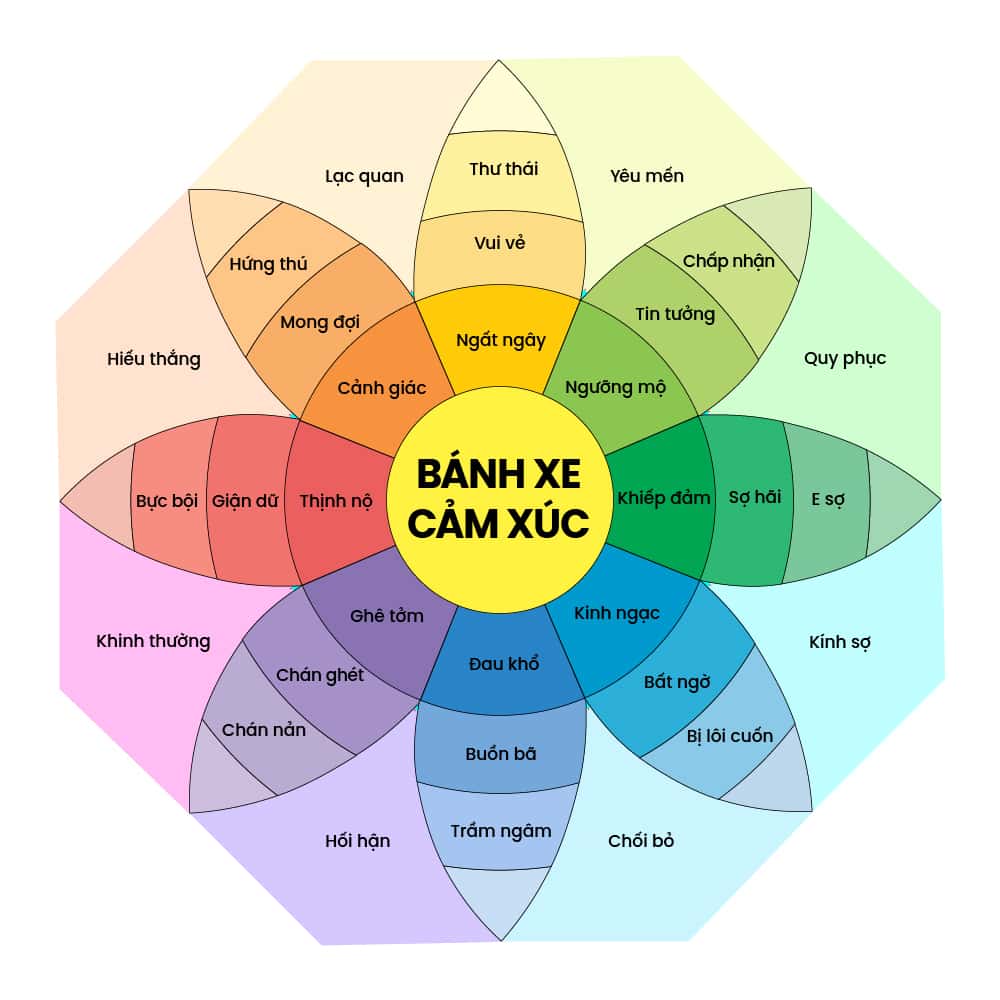 Thư thái
Lạc quan
Yêu mến
Vui vẻ
Chấp nhận
Hứng thú
Tin tưởng
Mong đợi
Ngất ngây
Hiếu thắng
Quy phục
Cảnh giác
Ngưỡng mộ
BÁNH XE
CẢM XÚC
Bực bội
Giận dữ
Thịnh nộ
Khiếp đảm
Sợ hãi
E sợ
Ghê tởm
Kinh ngạc
Khinh thường
Kính sợ
Đau khổ
Chán ghét
Bất ngờ
Chán nản
Bị lôi cuốn
Buồn bã
Trầm ngâm
Hối hận
Chối bỏ